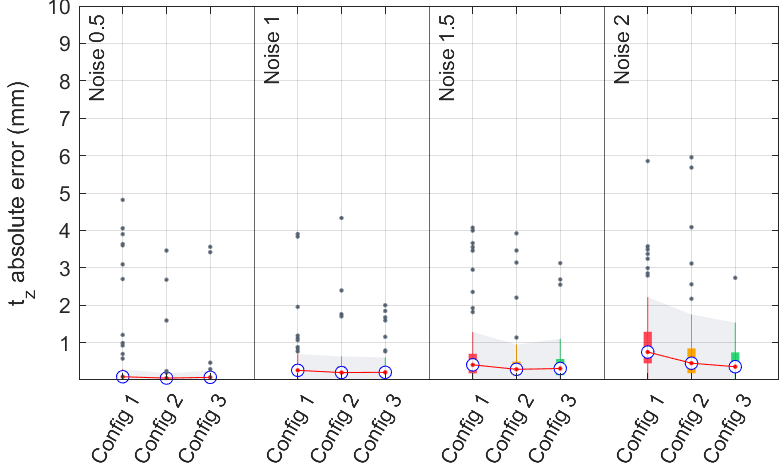 t_z absolute error (mm)
10
9
8
7
6
5
4
3
2
1
Noise 0.5
Noise 1
Noise 1.5
Noise 2
Config 1
Config 2
Config 3
Config 1
Config 2
Config 3
Config 1
Config 2
Config 3
Config 1
Config 2
Config 3